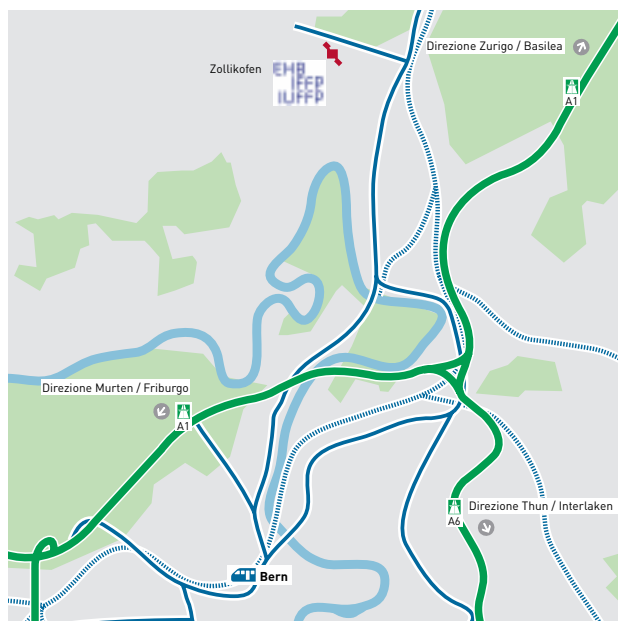 Direzione Zurigo / Basilea
Zollikofen
EHB
IFFP
IUFFP
A1
Direzione Murten / Friburgo
A1
Direzione Thun / Interlaken
A6
Bern